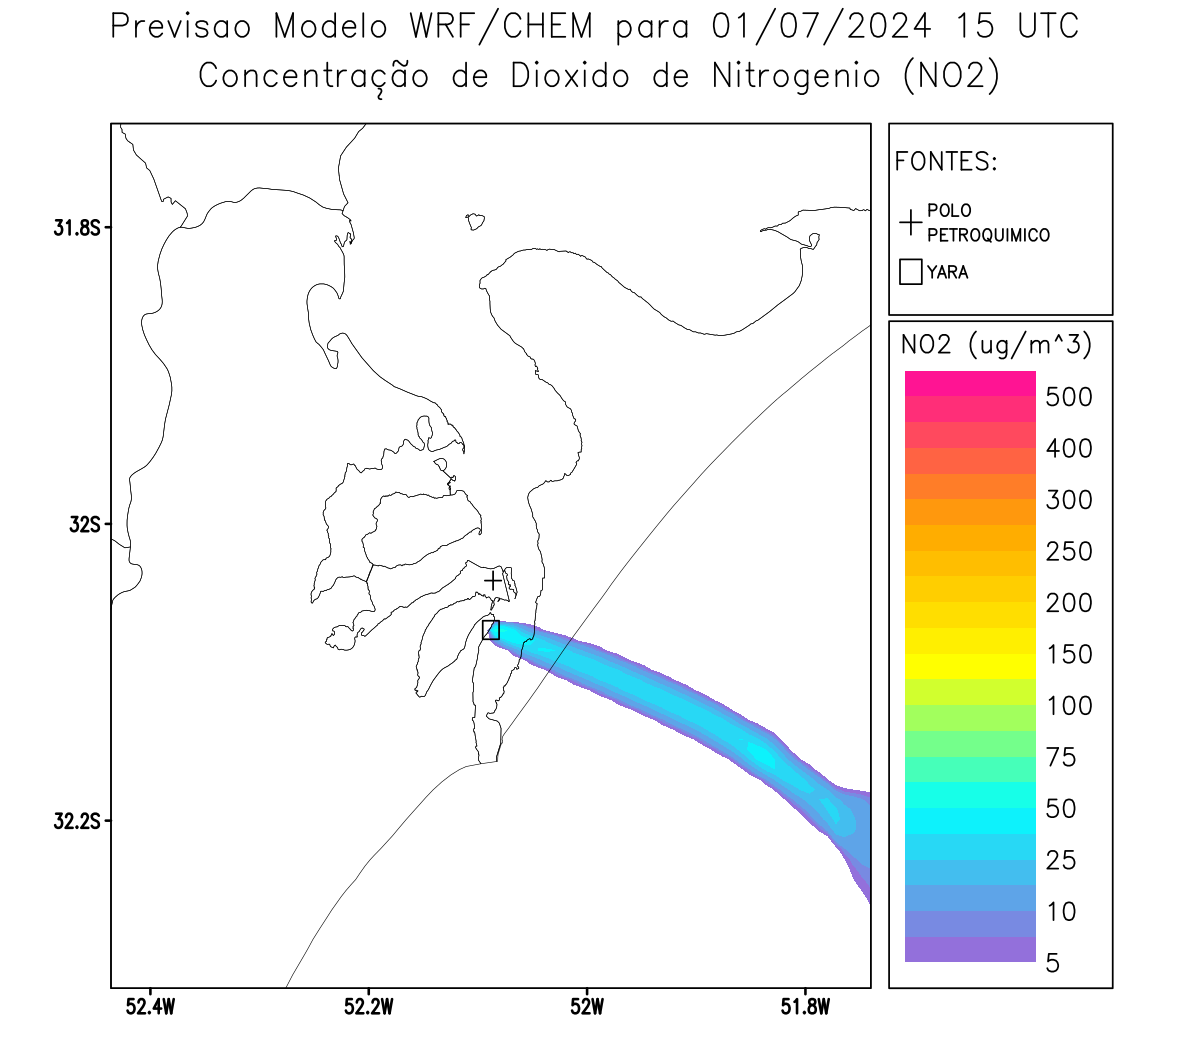 Previsao Modelo WRF/CHEM para 01/07/2024 15 UTC
Concentração de Dioxido de Nitrogenio (NO2)
FONTES:
POLO
PETROQUIMICO
YARA
NO2 (ug/m^3)
500
400
300
250
200
150
100
75
50
25
10
5
31.8S
32S
32.2S
52.4W
52.2W
52W
51.8W